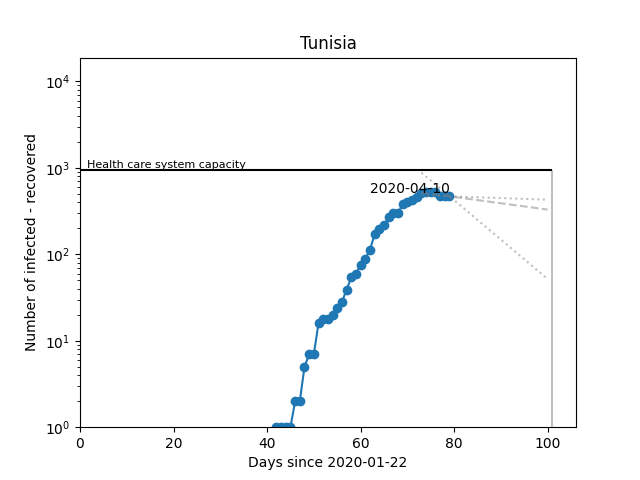 Tunisia
Number of infected - recovered
10^4
10^3
10^2
10^1
10^0
Health care system capacity
2020-04-10
0 20 40 60 80 100
Days since 2020-01-22